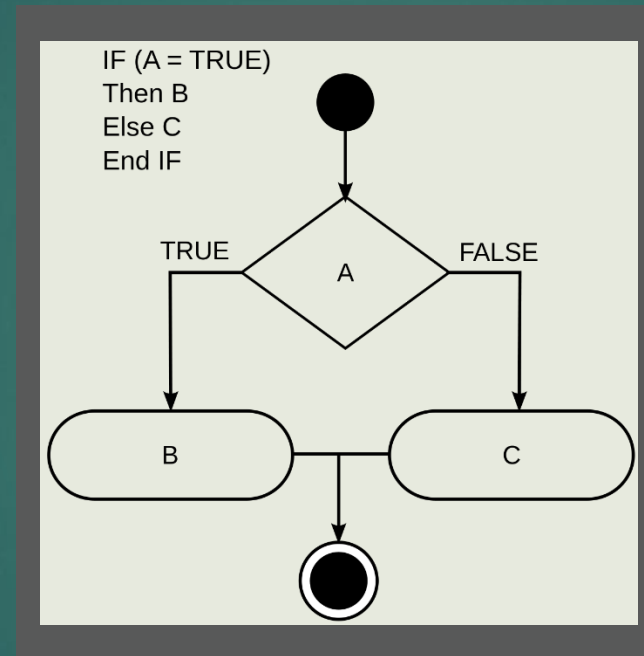 IF (A = TRUE)
Then B
Else C
End IF
TRUE
FALSE
A
B
C